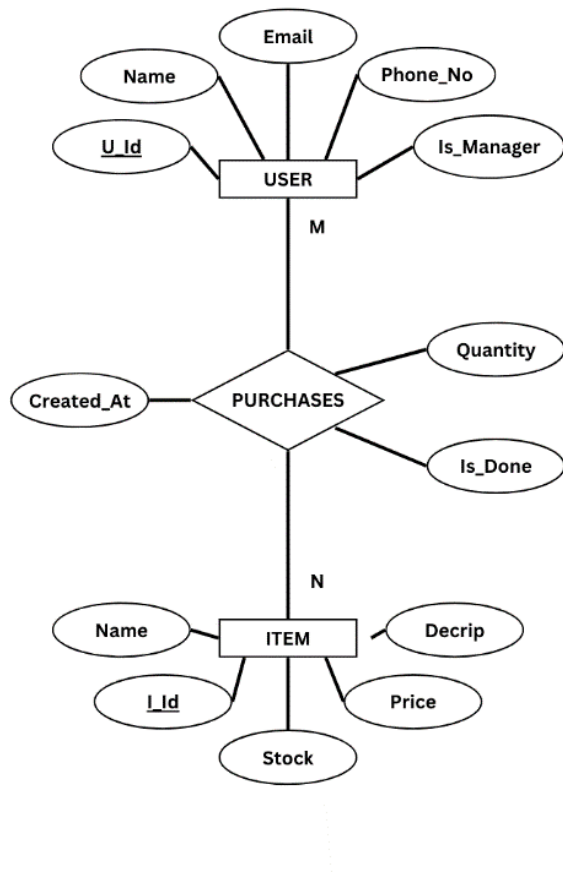 Email
Name
Phone_No
U_Id
Is_Manager
USER
M
Quantity
Created_At
PURCHASES
Is_Done
N
Name
ITEM
Decrip
I_Id
Price
Stock